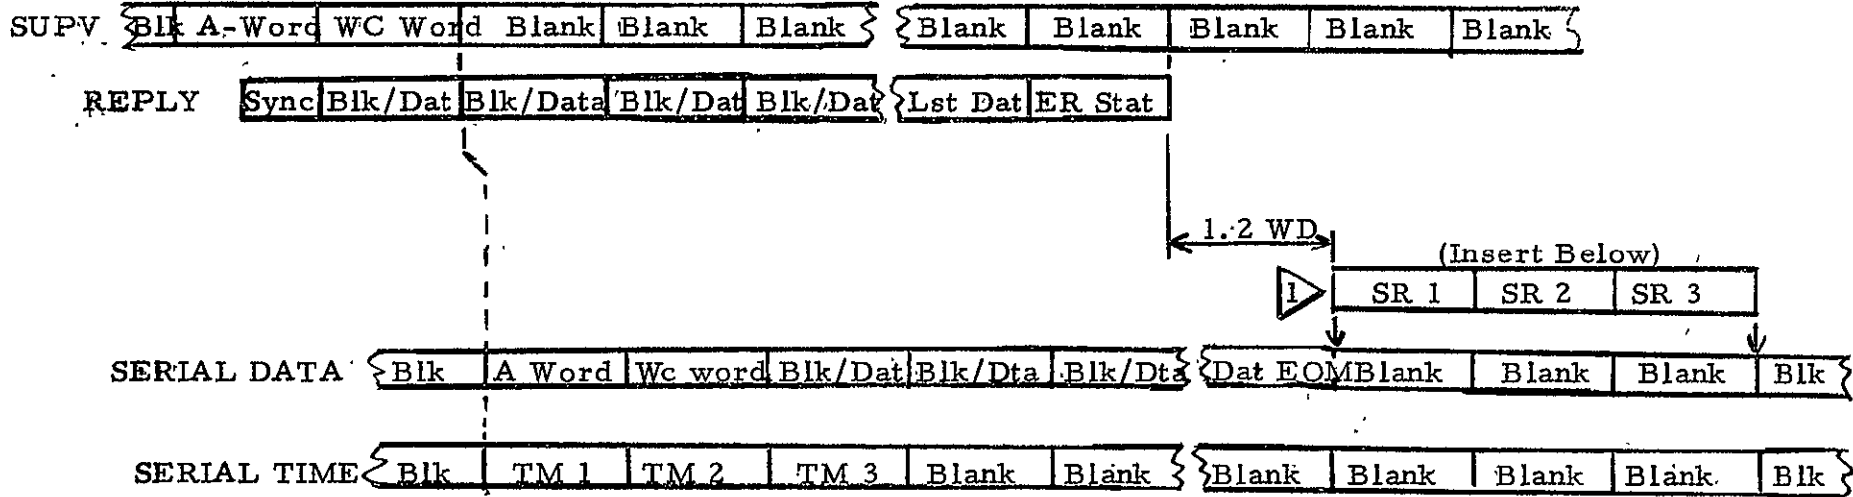 SUPV Blk A-Word WC Word Blank Blank Blank Blank Blank Blank Blank Blank
REPLY Sync Blk/Dat Blk/Data Blk/Dat Blk/Dat Lst Dat ER Stat
1.2 WD
(Insert Below)
1 SR 1 SR 2 SR 3
SERIAL DATA Blk A Word Wc word Blk/Dat Blk/Dta Blk/Dta Dat EOM Blank Blank Blank Blk
SERIAL TIME Blk TM 1 TM 2 TM 3 Blank Blank Blank Blank Blank Blank Blk